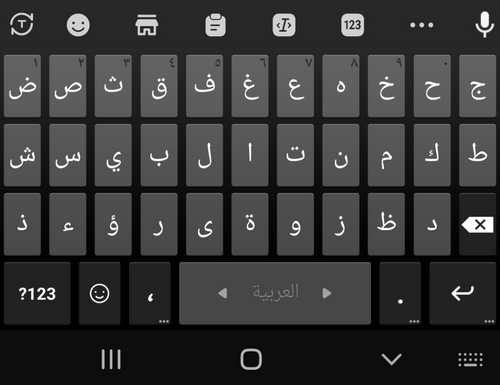 T 123
١ ٢ ٣ ٤ ٥ ٦ ٧ ٨ ٩ ٠
ض ص ث ق ف غ ع ه خ ح ج
ش س ي ب ل ا ت ن م ك ط
ذ ء ؤ ر ى ة و ز ظ د
?123 ، العربية .